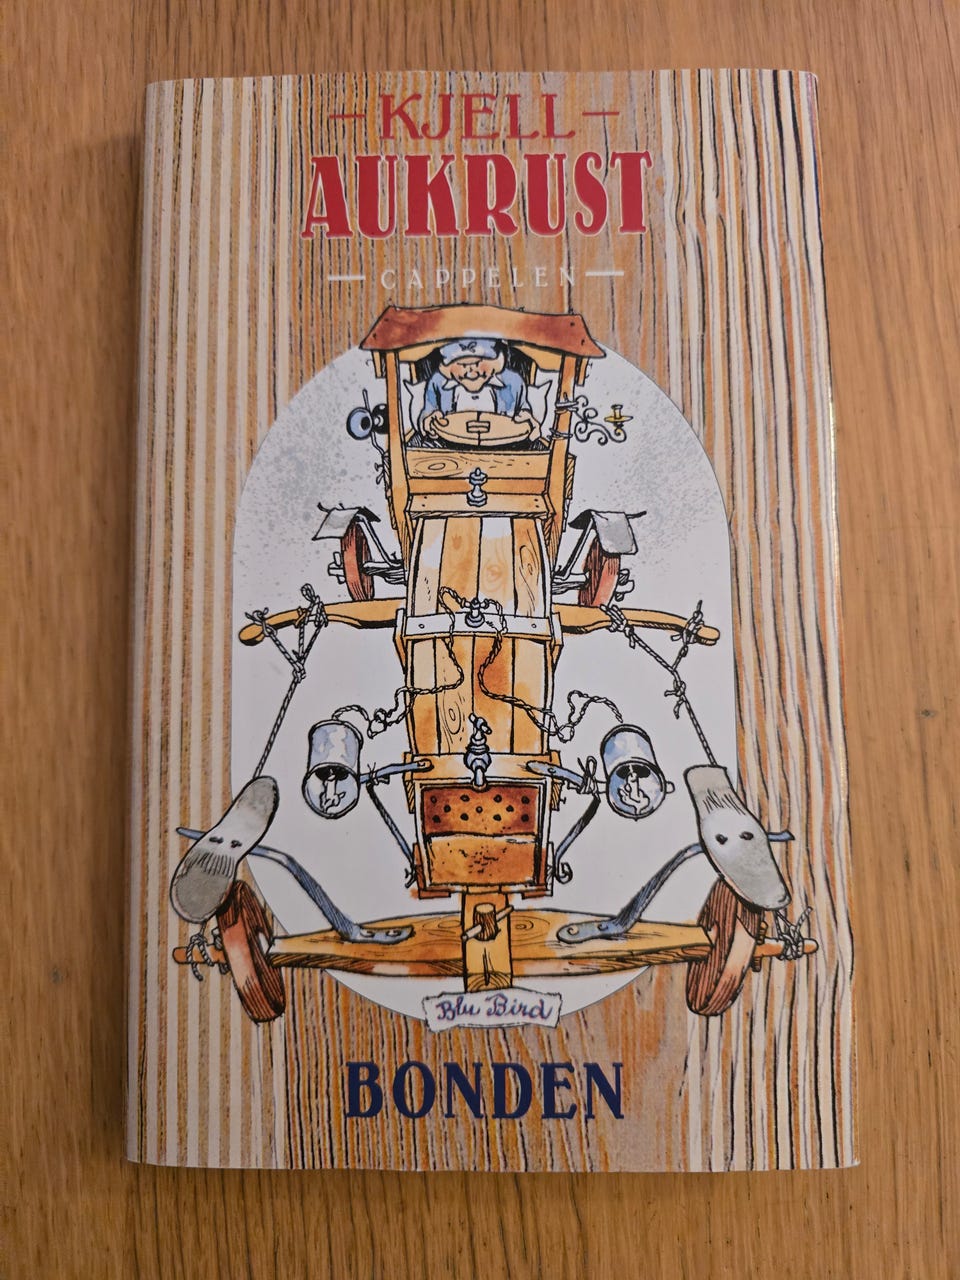 KJELL
AUKRUST
CAPPELEN
Blu Bird
BONDEN